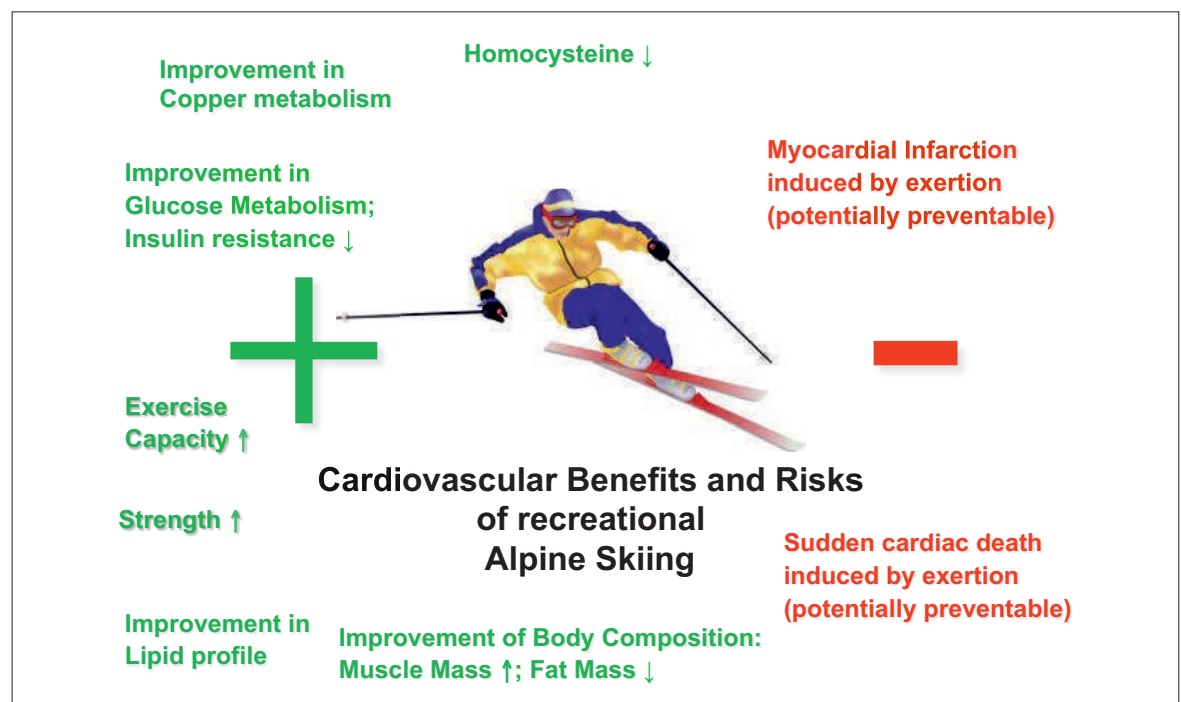 Homocysteine ↓
Improvement in
Copper metabolism
Myocardial Infarction
induced by exertion
(potentially preventable)
Improvement in
Glucose Metabolism;
Insulin resistance ↓
Exercise
Capacity ↑
Cardiovascular Benefits and Risks
of recreational
Alpine Skiing
Strength ↑
Sudden cardiac death
induced by exertion
(potentially preventable)
Improvement in
Lipid profile
Improvement of Body Composition:
Muscle Mass ↑; Fat Mass ↓